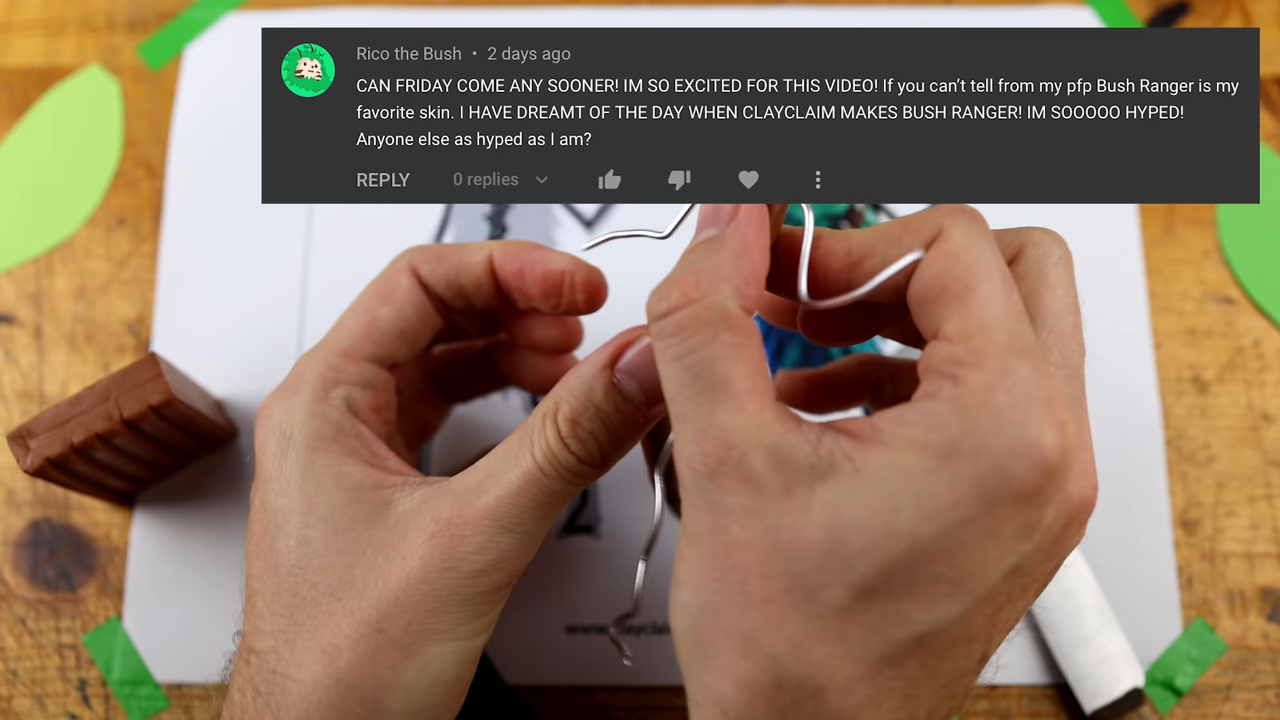 Rico the Bush • 2 days ago
CAN FRIDAY COME ANY SOONER! IM SO EXCITED FOR THIS VIDEO! If you can't tell from my pfp Bush Ranger is my
favorite skin. I HAVE DREAMT OF THE DAY WHEN CLAYCLAIM MAKES BUSH RANGER! IM SOOOOO HYPED!
Anyone else as hyped as I am?
REPLY 0 replies